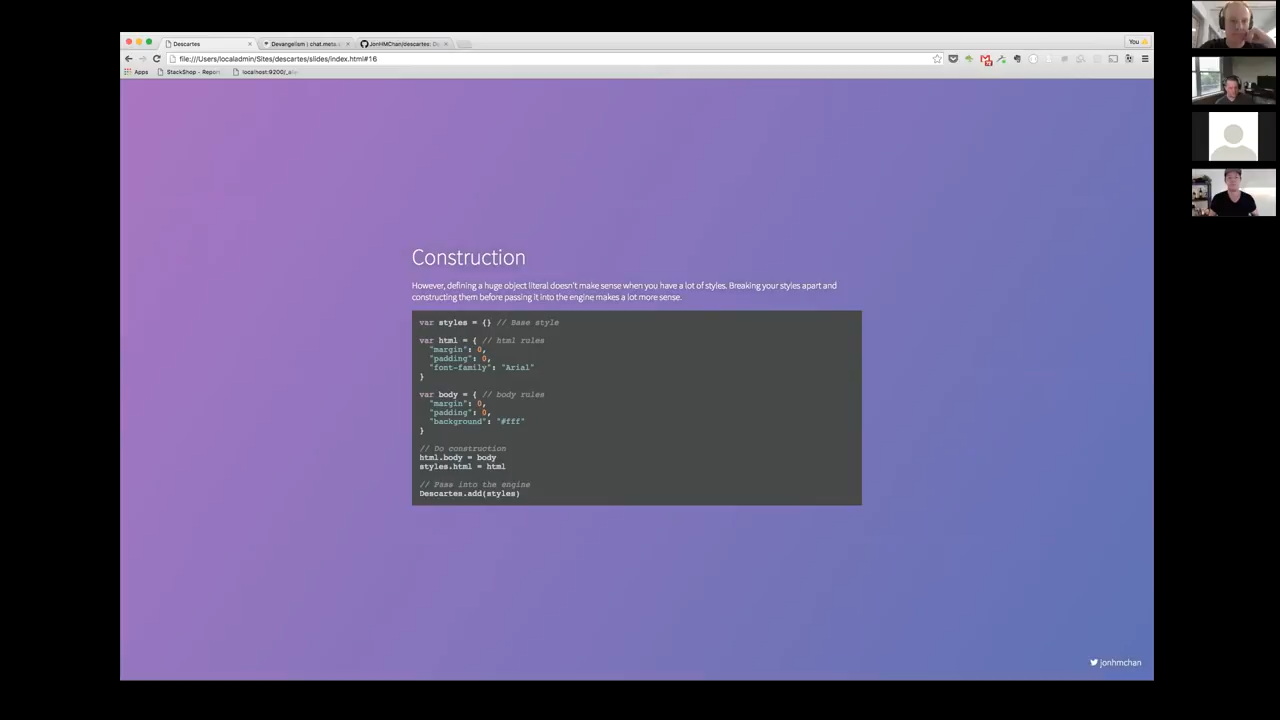 Descartes
Devangelism | chat.meta
JonHMChan/descartes: D
You
file:///Users/localadmin/Sites/descartes/slides/index.html#16
Apps
StackShop - Report
localhost:9200/_ale
Construction
However, defining a huge object literal doesn't make sense when you have a lot of styles. Breaking your styles apart and
constructing them before passing it into the engine makes a lot more sense.
var styles = {} // Base style
var html = { // html rules
"margin": 0,
"padding": 0,
"font-family": "Arial"
}
var body = { // body rules
"margin": 0,
"padding": 0,
"background": "#fff"
}
// Do construction
html.body = body
styles.html = html
// Pass into the engine
Descartes.add(styles)
jonhmchan